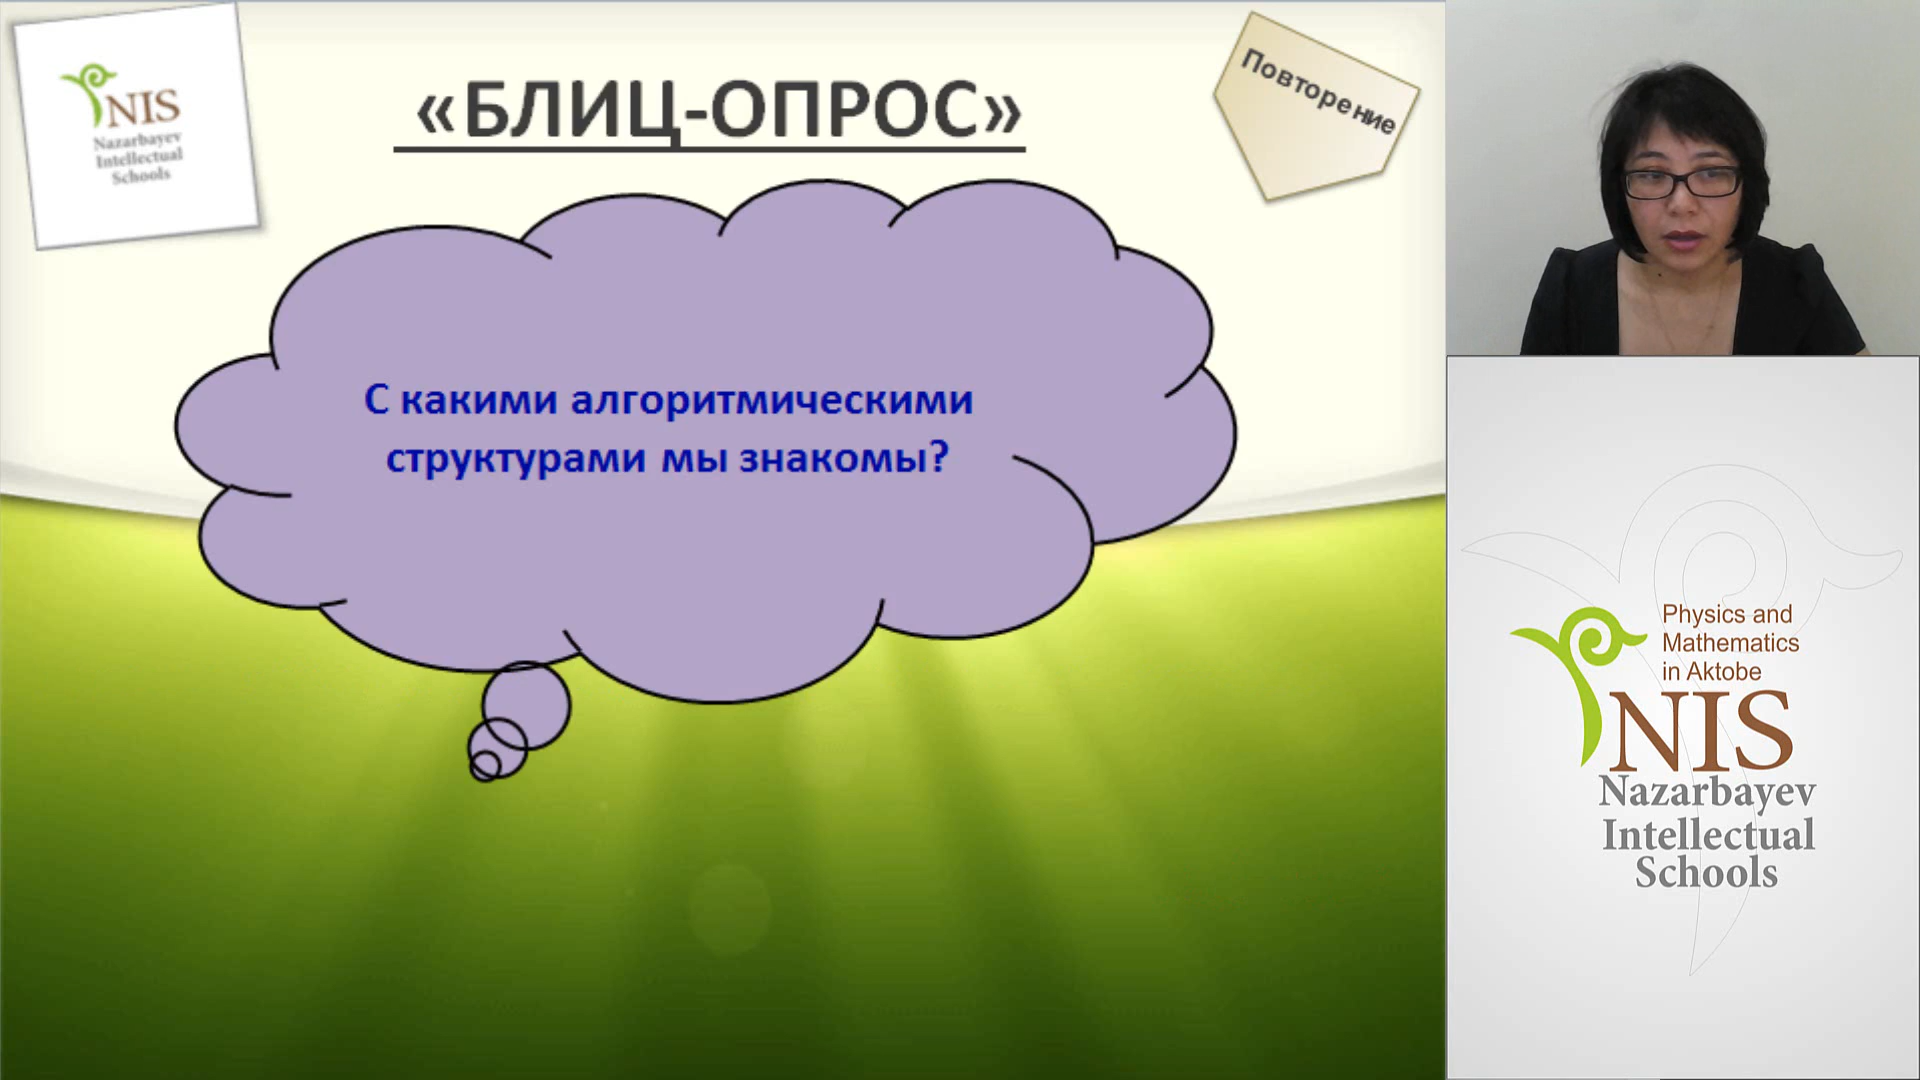 NIS
Nazarbayev
Intellectual
Schools
«БЛИЦ-ОПРОС»
Повторение
С какими алгоритмическими
структурами мы знакомы?
Physics and
Mathematics
in Aktobe
NIS
Nazarbayev
Intellectual
Schools